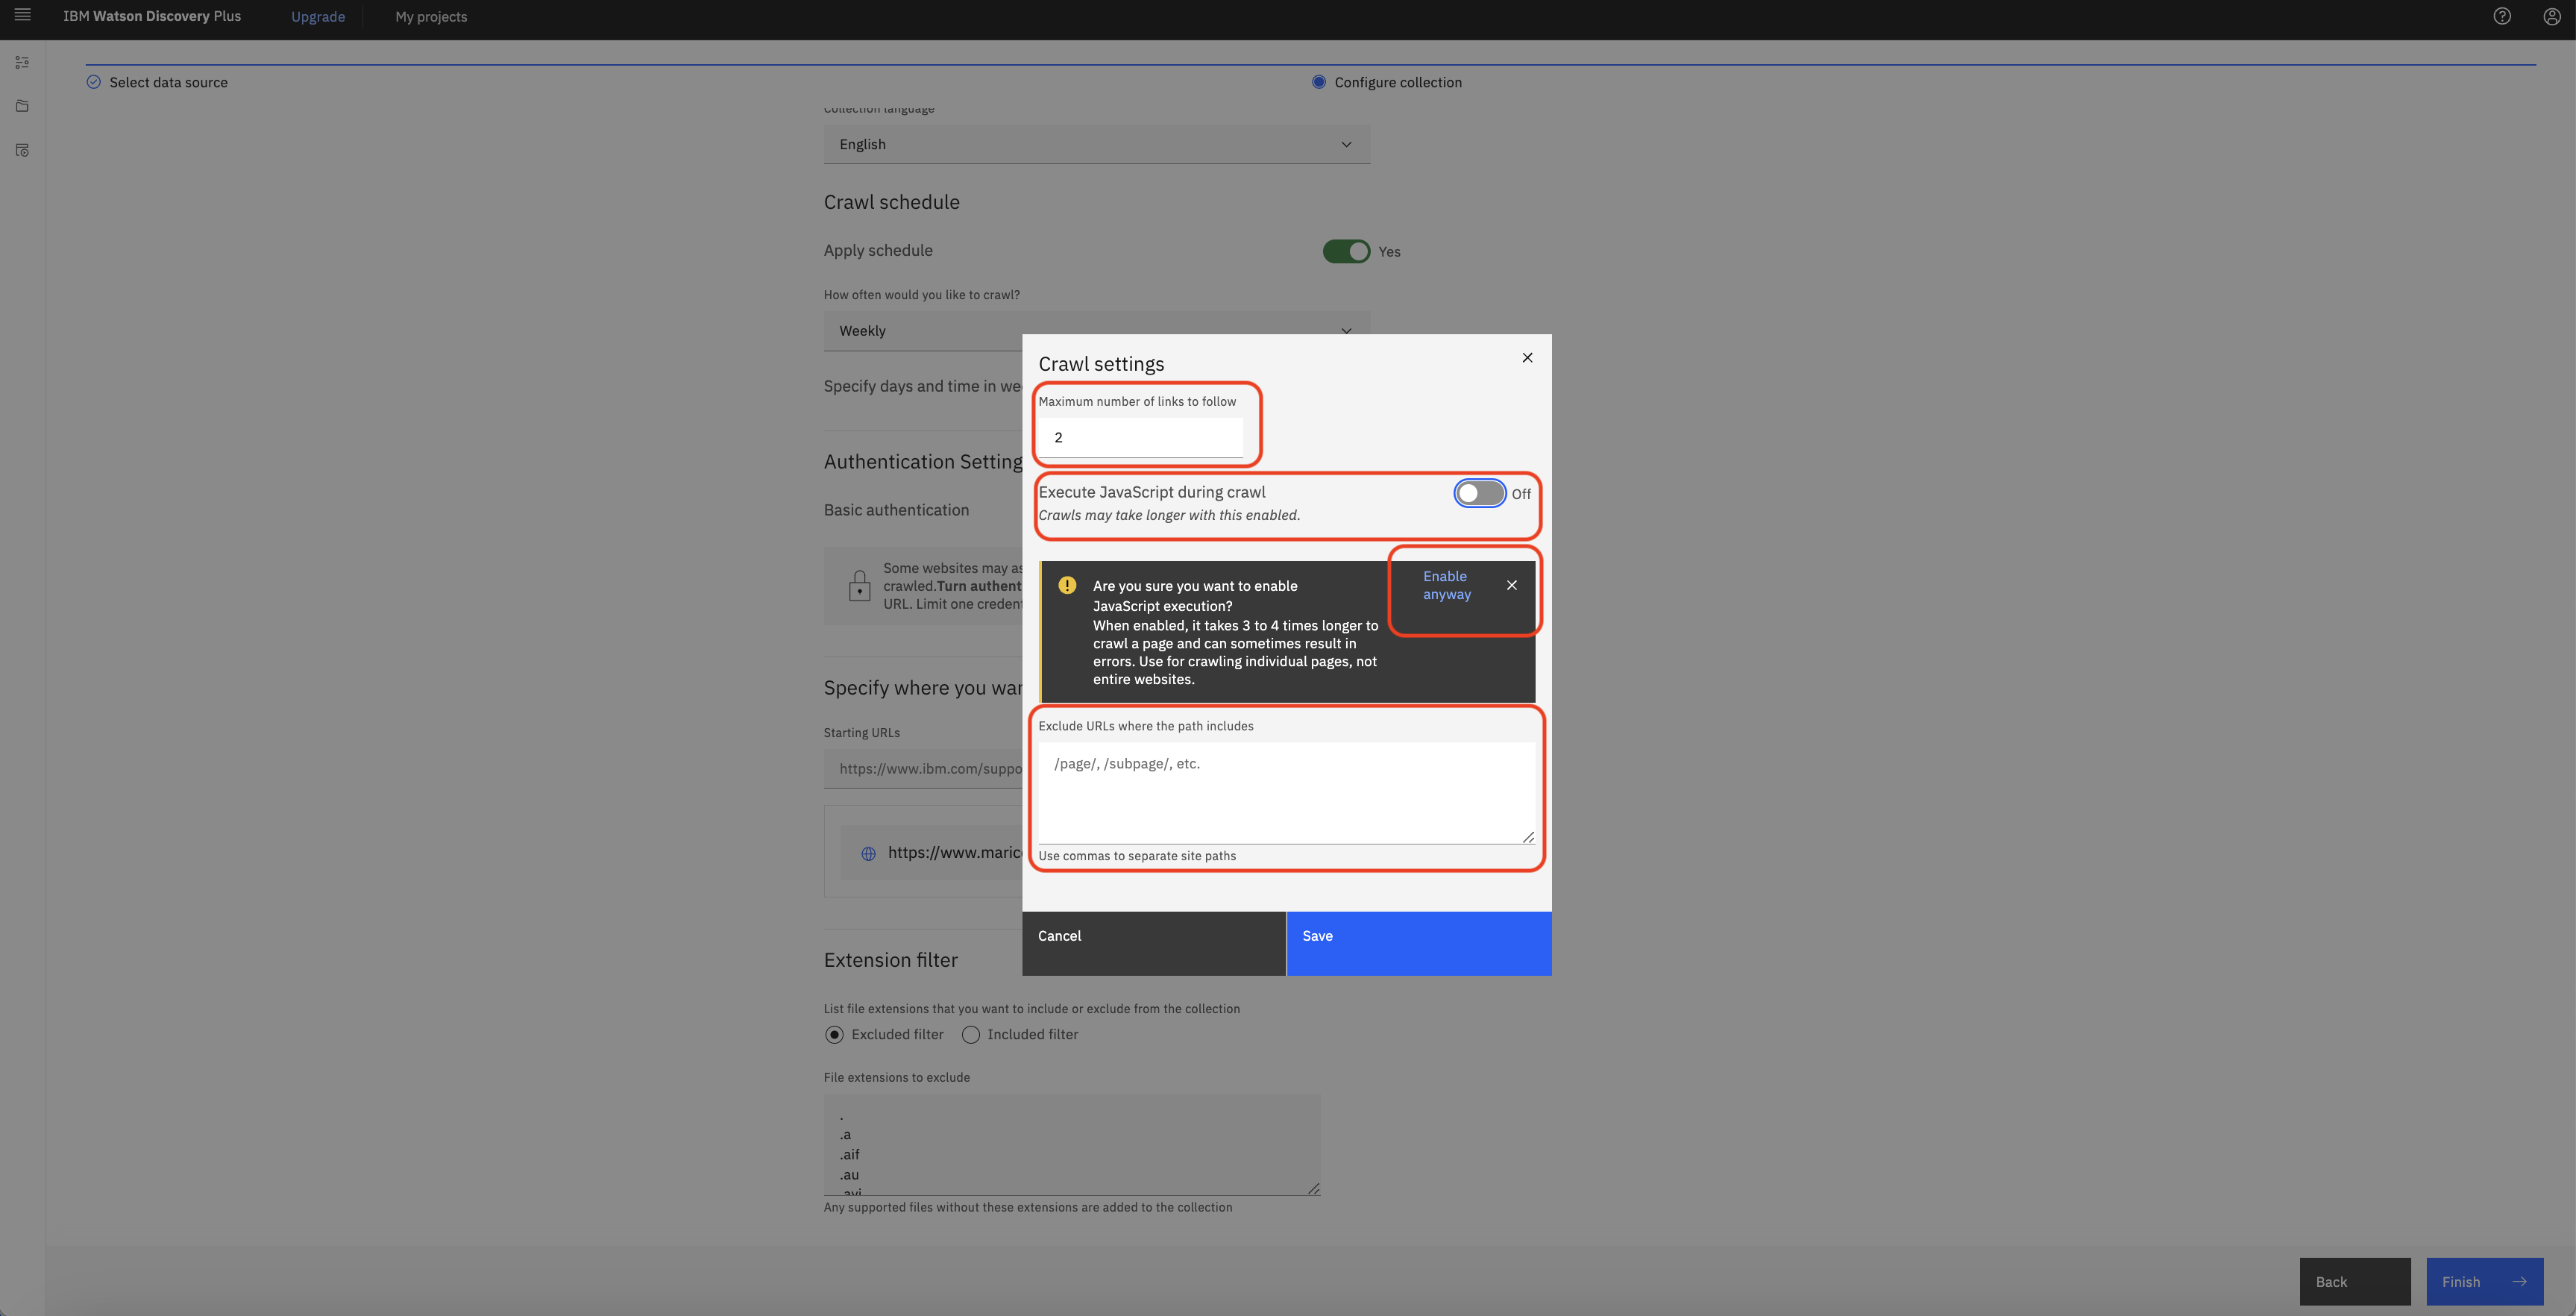 IBM Watson Discovery Plus
Upgrade
My projects
Select data source
Configure collection
Collection language
English
Crawl schedule
Apply schedule
Yes
How often would you like to crawl?
Weekly
Specify days and time in we
Authentication Setting
Basic authentication
Some websites may as
crawled.Turn authent
URL. Limit one credent
Specify where you wan
Starting URLs
https://www.ibm.com/suppo
https://www.maric
Crawl settings
Maximum number of links to follow
2
Execute JavaScript during crawl
Off
Crawls may take longer with this enabled.
Are you sure you want to enable
JavaScript execution?
When enabled, it takes 3 to 4 times longer to
crawl a page and can sometimes result in
errors. Use for crawling individual pages, not
entire websites.
Enable
anyway
Exclude URLs where the path includes
/page/, /subpage/, etc.
Use commas to separate site paths
Cancel
Save
Extension filter
List file extensions that you want to include or exclude from the collection
Excluded filter
Included filter
File extensions to exclude
.
.a
.aif
.au
.avi
Any supported files without these extensions are added to the collection
Back
Finish